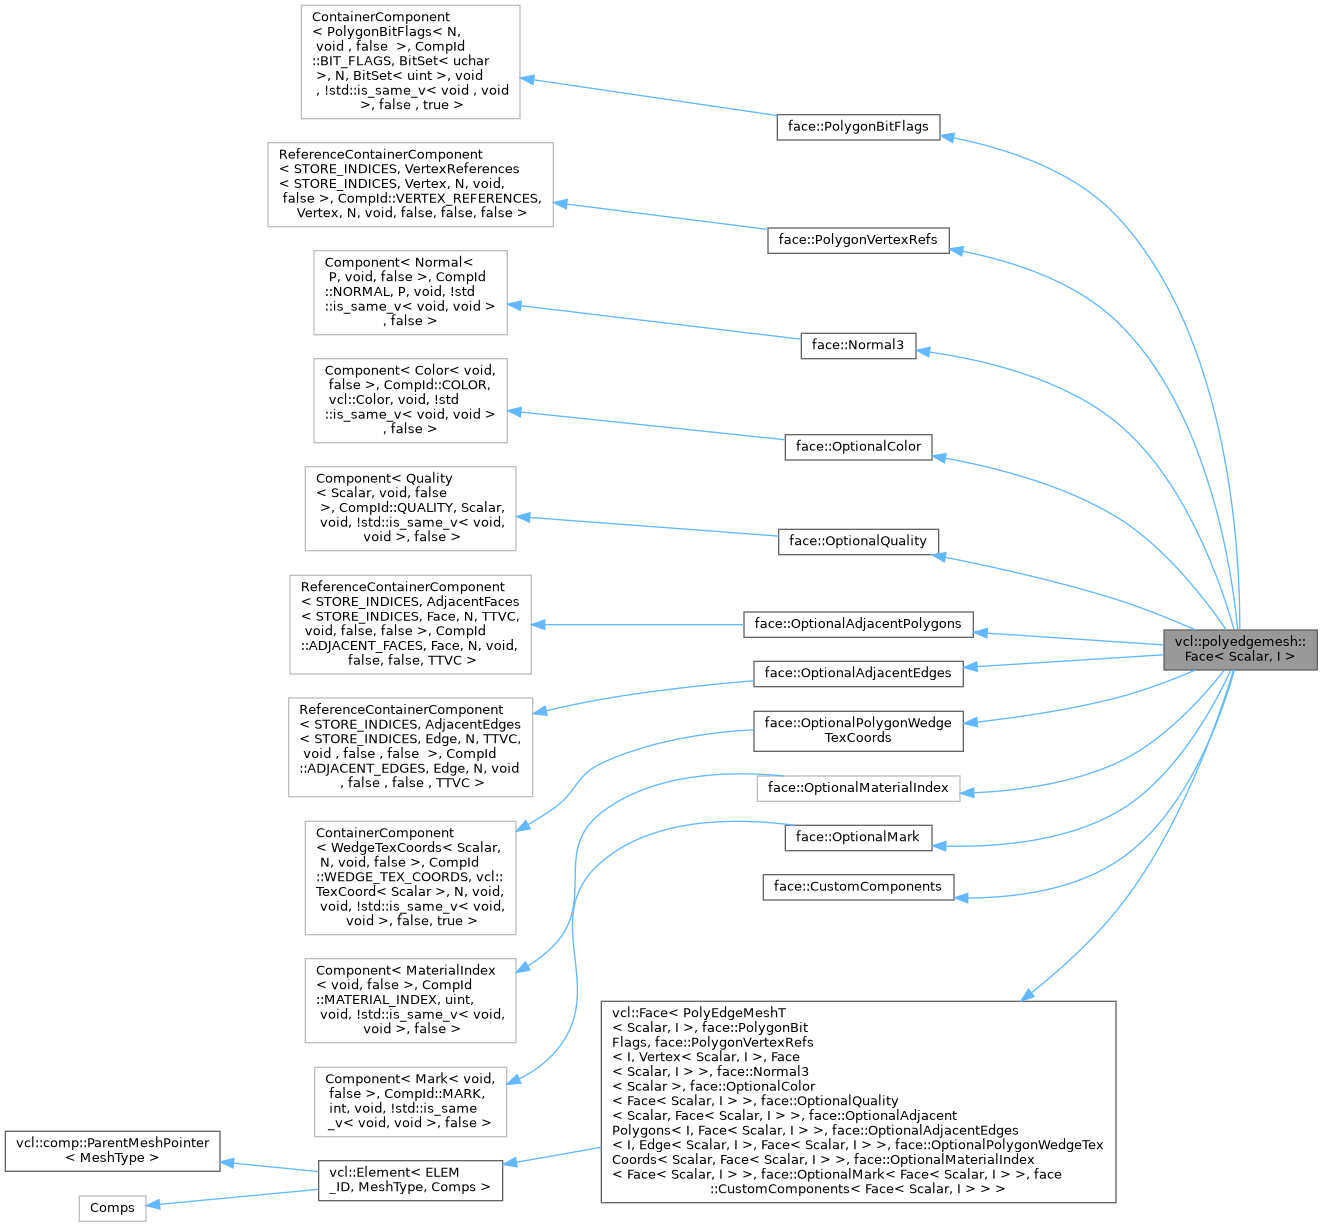 ContainerComponent
< PolygonBitFlags< N,
void , false  >, CompId
::BIT_FLAGS, BitSet< uchar
>, N, BitSet< uint >, void
, !std::is_same_v< void , void
>, false , true >
face::PolygonBitFlags
ReferenceContainerComponent
< STORE_INDICES, VertexReferences
< STORE_INDICES, Vertex, N, void,
false >, CompId::VERTEX_REFERENCES,
Vertex, N, void, false, false, false >
face::PolygonVertexRefs
Component< Normal<
P, void, false >, CompId
::NORMAL, P, void, !std
::is_same_v< void, void >
, false >
face::Normal3
Component< Color< void,
false >, CompId::COLOR,
vcl::Color, void, !std
::is_same_v< void, void >
, false >
face::OptionalColor
Component< Quality
< Scalar, void, false
>, CompId::QUALITY, Scalar,
void, !std::is_same_v< void,
void >, false >
face::OptionalQuality
ReferenceContainerComponent
< STORE_INDICES, AdjacentFaces
< STORE_INDICES, Face, N, TTVC,
void, false, false >, CompId
::ADJACENT_FACES, Face, N, void,
false, false, TTVC >
face::OptionalAdjacentPolygons
vcl::polyedgemesh::
Face< Scalar, I >
face::OptionalAdjacentEdges
ReferenceContainerComponent
< STORE_INDICES, AdjacentEdges
< STORE_INDICES, Edge, N, TTVC,
void , false , false  >, CompId
::ADJACENT_EDGES, Edge, N, void
, false , false , TTVC >
face::OptionalPolygonWedge
TexCoords
face::OptionalMaterialIndex
face::OptionalMark
ContainerComponent
< WedgeTexCoords< Scalar,
N, void, false >, CompId
::WEDGE_TEX_COORDS, vcl::
TexCoord< Scalar >, N, void,
void, !std::is_same_v< void,
void >, false, true >
face::CustomComponents
Component< MaterialIndex
< void, false >, CompId
::MATERIAL_INDEX, uint,
void, !std::is_same_v< void,
void >, false >
Component< Mark< void,
false >, CompId::MARK,
int, void, !std::is_same
_v< void, void >, false >
vcl::Face< PolyEdgeMeshT
< Scalar, I >, face::PolygonBit
Flags, face::PolygonVertexRefs
< I, Vertex< Scalar, I >, Face
< Scalar, I > >, face::Normal3
< Scalar >, face::OptionalColor
< Face< Scalar, I > >, face::OptionalQuality
< Scalar, Face< Scalar, I > >, face::OptionalAdjacent
Polygons< I, Face< Scalar, I > >, face::OptionalAdjacentEdges
< I, Edge< Scalar, I >, Face< Scalar, I > >, face::OptionalPolygonWedgeTex
Coords< Scalar, Face< Scalar, I > >, face::OptionalMaterialIndex
< Face< Scalar, I > >, face::OptionalMark< Face< Scalar, I > >, face
::CustomComponents< Face< Scalar, I > > >
vcl::comp::ParentMeshPointer
< MeshType >
vcl::Element< ELEM
_ID, MeshType, Comps >
Comps